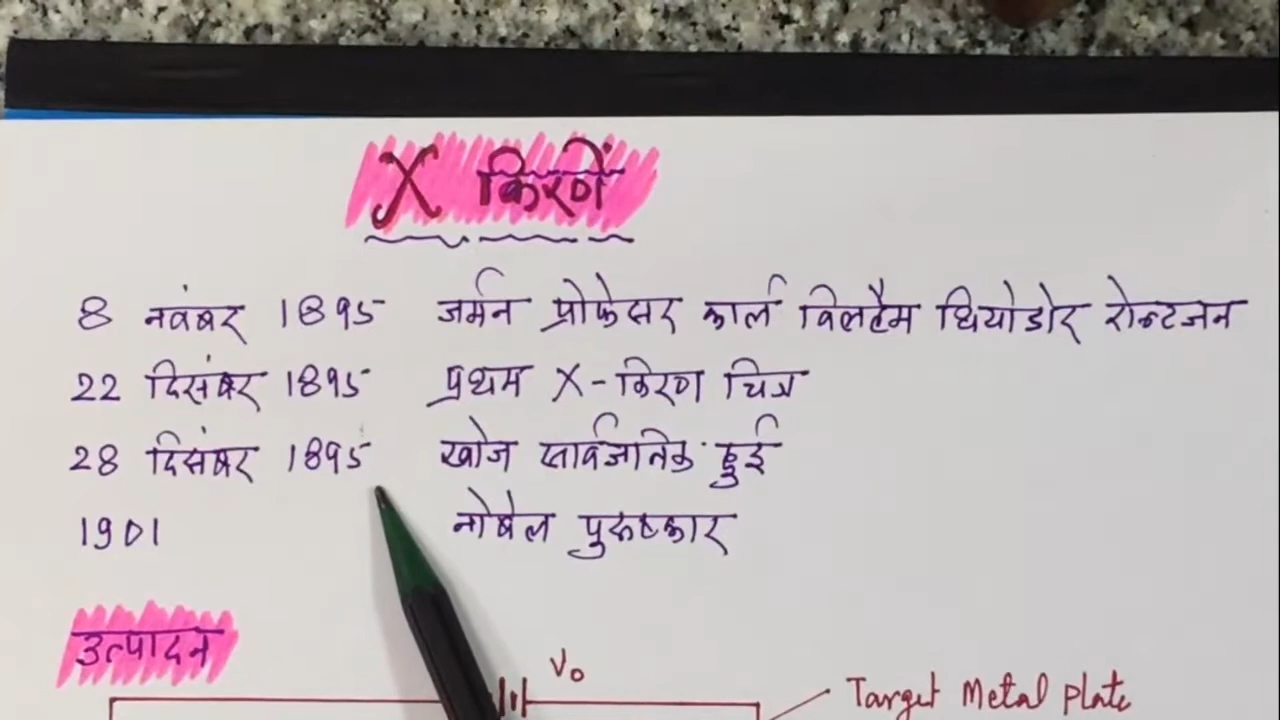 X किरणें
8 नवंबर 1895 जर्मन प्रोफेसर कार्ल विलहैम थियोडोर रोन्टजन
22 दिसंबर 1895 प्रथम X-किरण चित्र
28 दिसंबर 1895 खोज सार्वजनिक हुई
1901 नोबेल पुरुष्कार
उत्पादन
V₀
Target Metal Plate